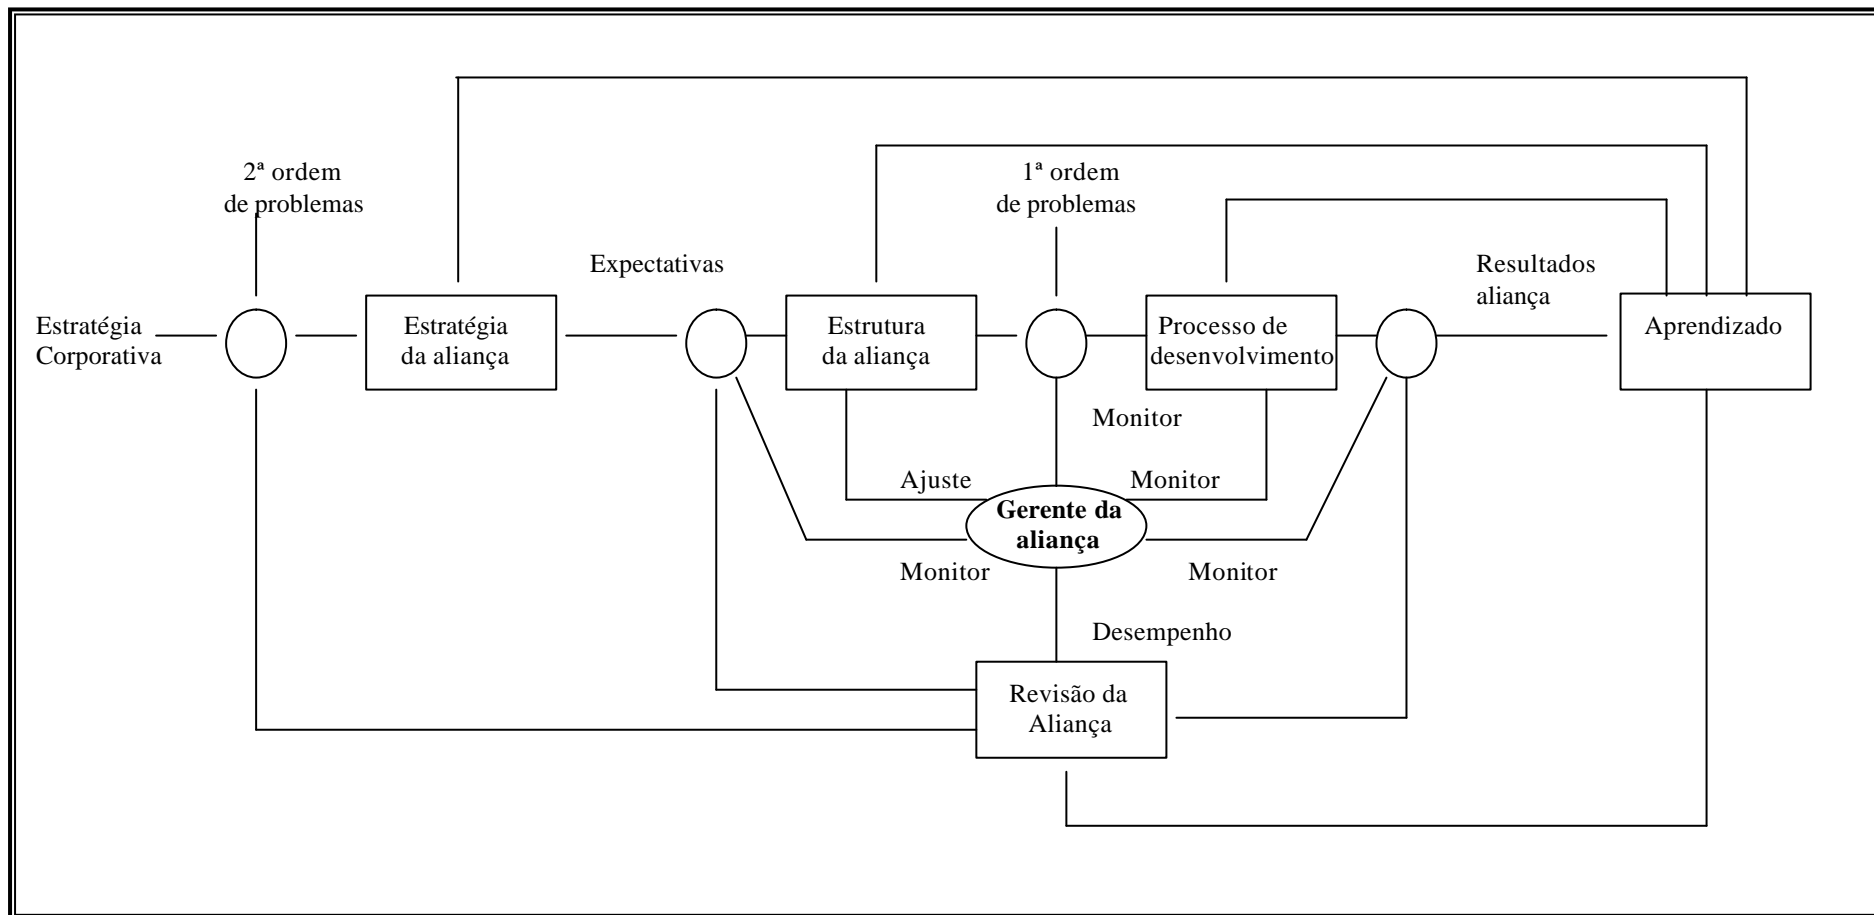 2ª ordem
de problemas
1ª ordem
de problemas
Expectativas
Resultados
aliança
Estratégia
Corporativa
Estratégia
da aliança
Estrutura
da aliança
Processo de
desenvolvimento
Aprendizado
Monitor
Ajuste
Monitor
Gerente da
aliança
Monitor
Monitor
Desempenho
Revisão da
Aliança